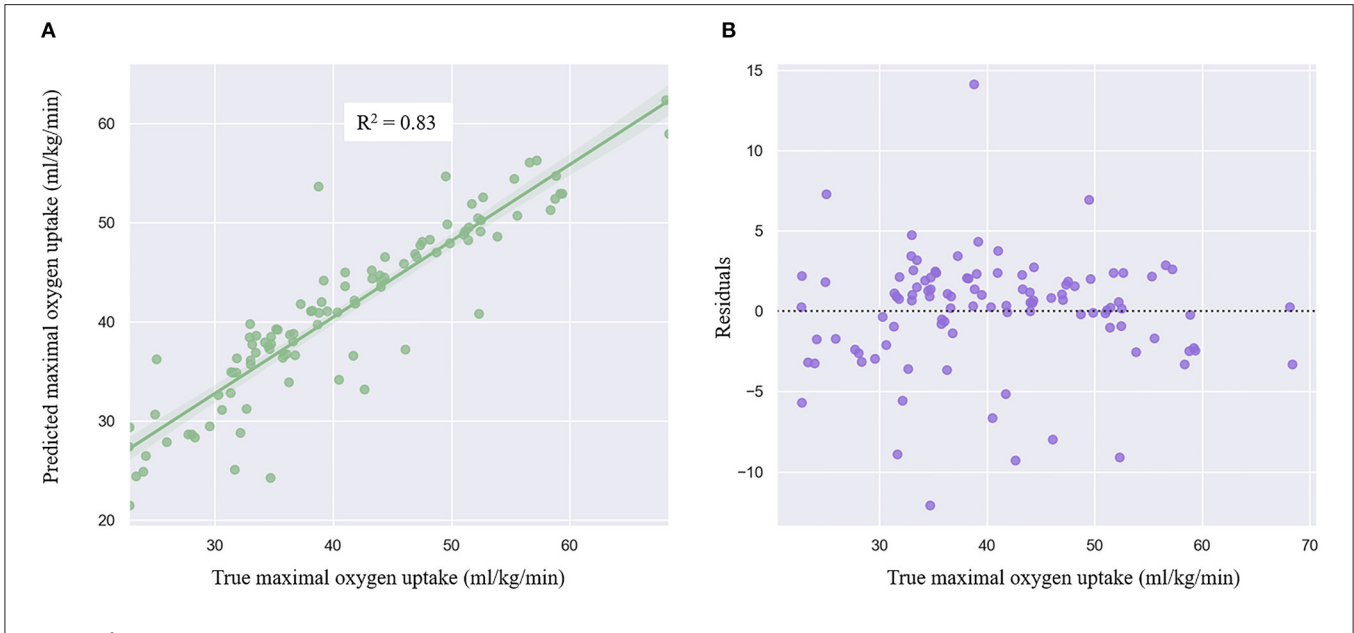 A
B
Predicted maximal oxygen uptake (ml/kg/min)
60
50
40
30
20
R² = 0.83
30 40 50 60
True maximal oxygen uptake (ml/kg/min)
Residuals
15
10
5
0
−5
−10
30 40 50 60 70
True maximal oxygen uptake (ml/kg/min)